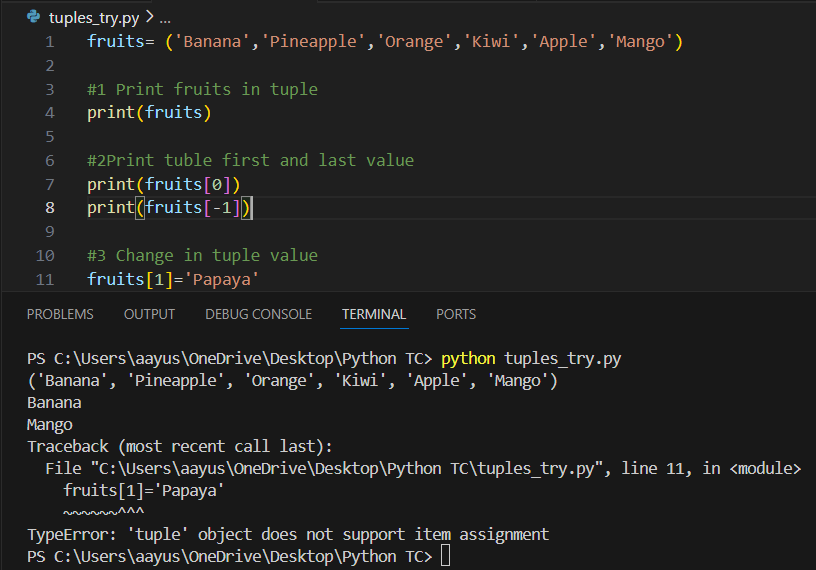 tuples_try.py > ...
1 fruits= ('Banana','Pineapple','Orange','Kiwi','Apple','Mango')
2
3 #1 Print fruits in tuple
4 print(fruits)
5
6 #2Print tuble first and last value
7 print(fruits[0])
8 print(fruits[-1])
9
10 #3 Change in tuple value
11 fruits[1]='Papaya'
PROBLEMS OUTPUT DEBUG CONSOLE TERMINAL PORTS
PS C:\Users\aayus\OneDrive\Desktop\Python TC> python tuples_try.py
('Banana', 'Pineapple', 'Orange', 'Kiwi', 'Apple', 'Mango')
Banana
Mango
Traceback (most recent call last):
  File "C:\Users\aayus\OneDrive\Desktop\Python TC\tuples_try.py", line 11, in <module>
    fruits[1]='Papaya'
    ~~~~~~^^^
TypeError: 'tuple' object does not support item assignment
PS C:\Users\aayus\OneDrive\Desktop\Python TC>